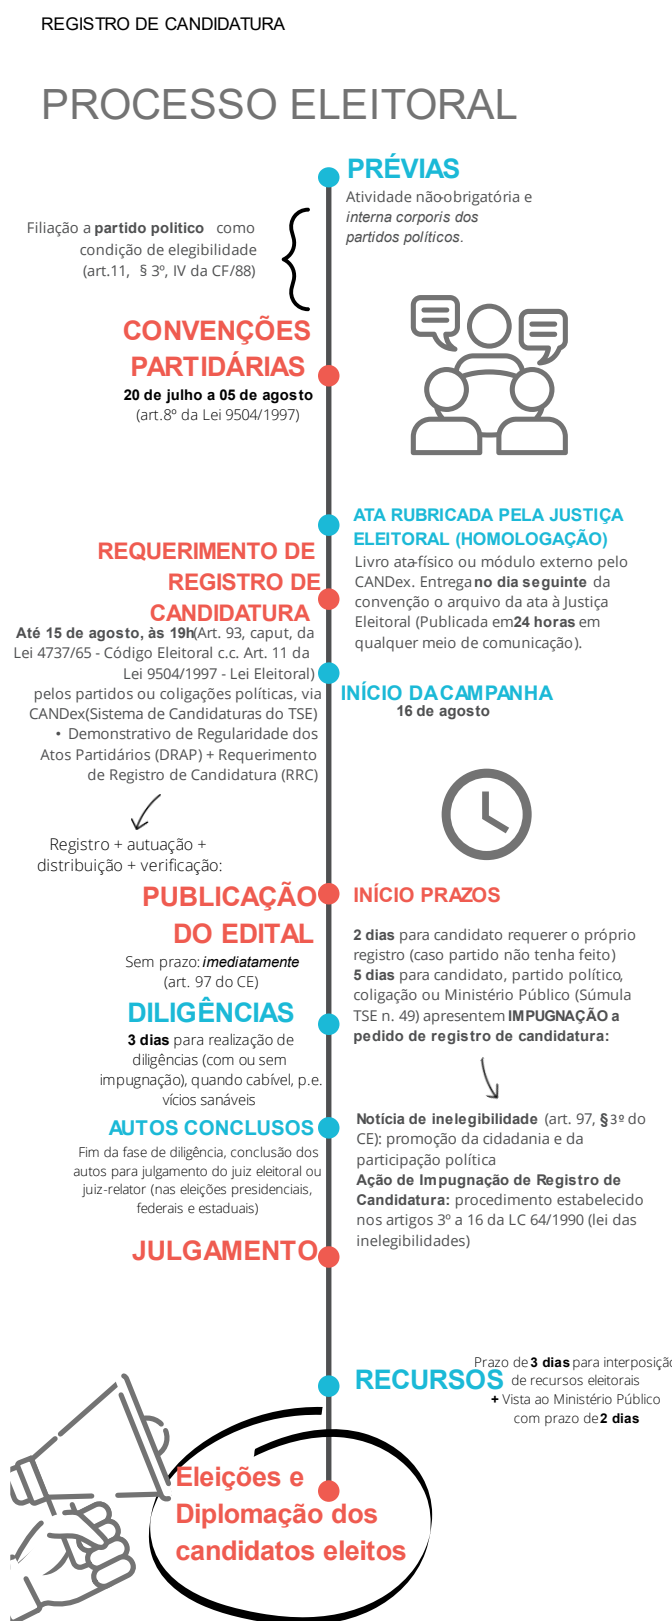 REGISTRO DE CANDIDATURA
PROCESSO ELEITORAL
PRÉVIAS
Atividade não-obrigatória e
interna corporis dos
partidos políticos.
Filiação a partido politico como
condição de elegibilidade
(art.11, § 3º, IV da CF/88)
CONVENÇÕES
PARTIDÁRIAS
20 de julho a 05 de agosto
(art.8º da Lei 9504/1997)
ATA RUBRICADA PELA JUSTIÇA
ELEITORAL (HOMOLOGAÇÃO)
Livro ata-físico ou módulo externo pelo
CANDex. Entrega no dia seguinte da
convenção o arquivo da ata à Justiça
Eleitoral (Publicada em 24 horas em
qualquer meio de comunicação).
REQUERIMENTO DE
REGISTRO DE
CANDIDATURA
Até 15 de agosto, às 19h(Art. 93, caput, da
Lei 4737/65 - Código Eleitoral c.c. Art. 11 da
Lei 9504/1997 - Lei Eleitoral)
pelos partidos ou coligações políticas, via
CANDex(Sistema de Candidaturas do TSE)
• Demonstrativo de Regularidade dos
Atos Partidários (DRAP) + Requerimento
de Registro de Candidatura (RRC)
INÍCIO DA CAMPANHA
16 de agosto
Registro + autuação +
distribuição + verificação:
PUBLICAÇÃO
DO EDITAL
Sem prazo: imediatamente
(art. 97 do CE)
INÍCIO PRAZOS
2 dias para candidato requerer o próprio
registro (caso partido não tenha feito)
5 dias para candidato, partido político,
coligação ou Ministério Público (Súmula
TSE n. 49) apresentem IMPUGNAÇÃO a
pedido de registro de candidatura:
DILIGÊNCIAS
3 dias para realização de
diligências (com ou sem
impugnação), quando cabível, p.e.
vícios sanáveis
Notícia de inelegibilidade (art. 97, § 3º do
CE): promoção da cidadania e da
participação política
Ação de Impugnação de Registro de
Candidatura: procedimento estabelecido
nos artigos 3º a 16 da LC 64/1990 (lei das
inelegibilidades)
AUTOS CONCLUSOS
Fim da fase de diligência, conclusão dos
autos para julgamento do juiz eleitoral ou
juiz-relator (nas eleições presidenciais,
federais e estaduais)
JULGAMENTO
RECURSOS
Prazo de 3 dias para interposição
de recursos eleitorais
+ Vista ao Ministério Público
com prazo de 2 dias
Eleições e
Diplomação dos
candidatos eleitos